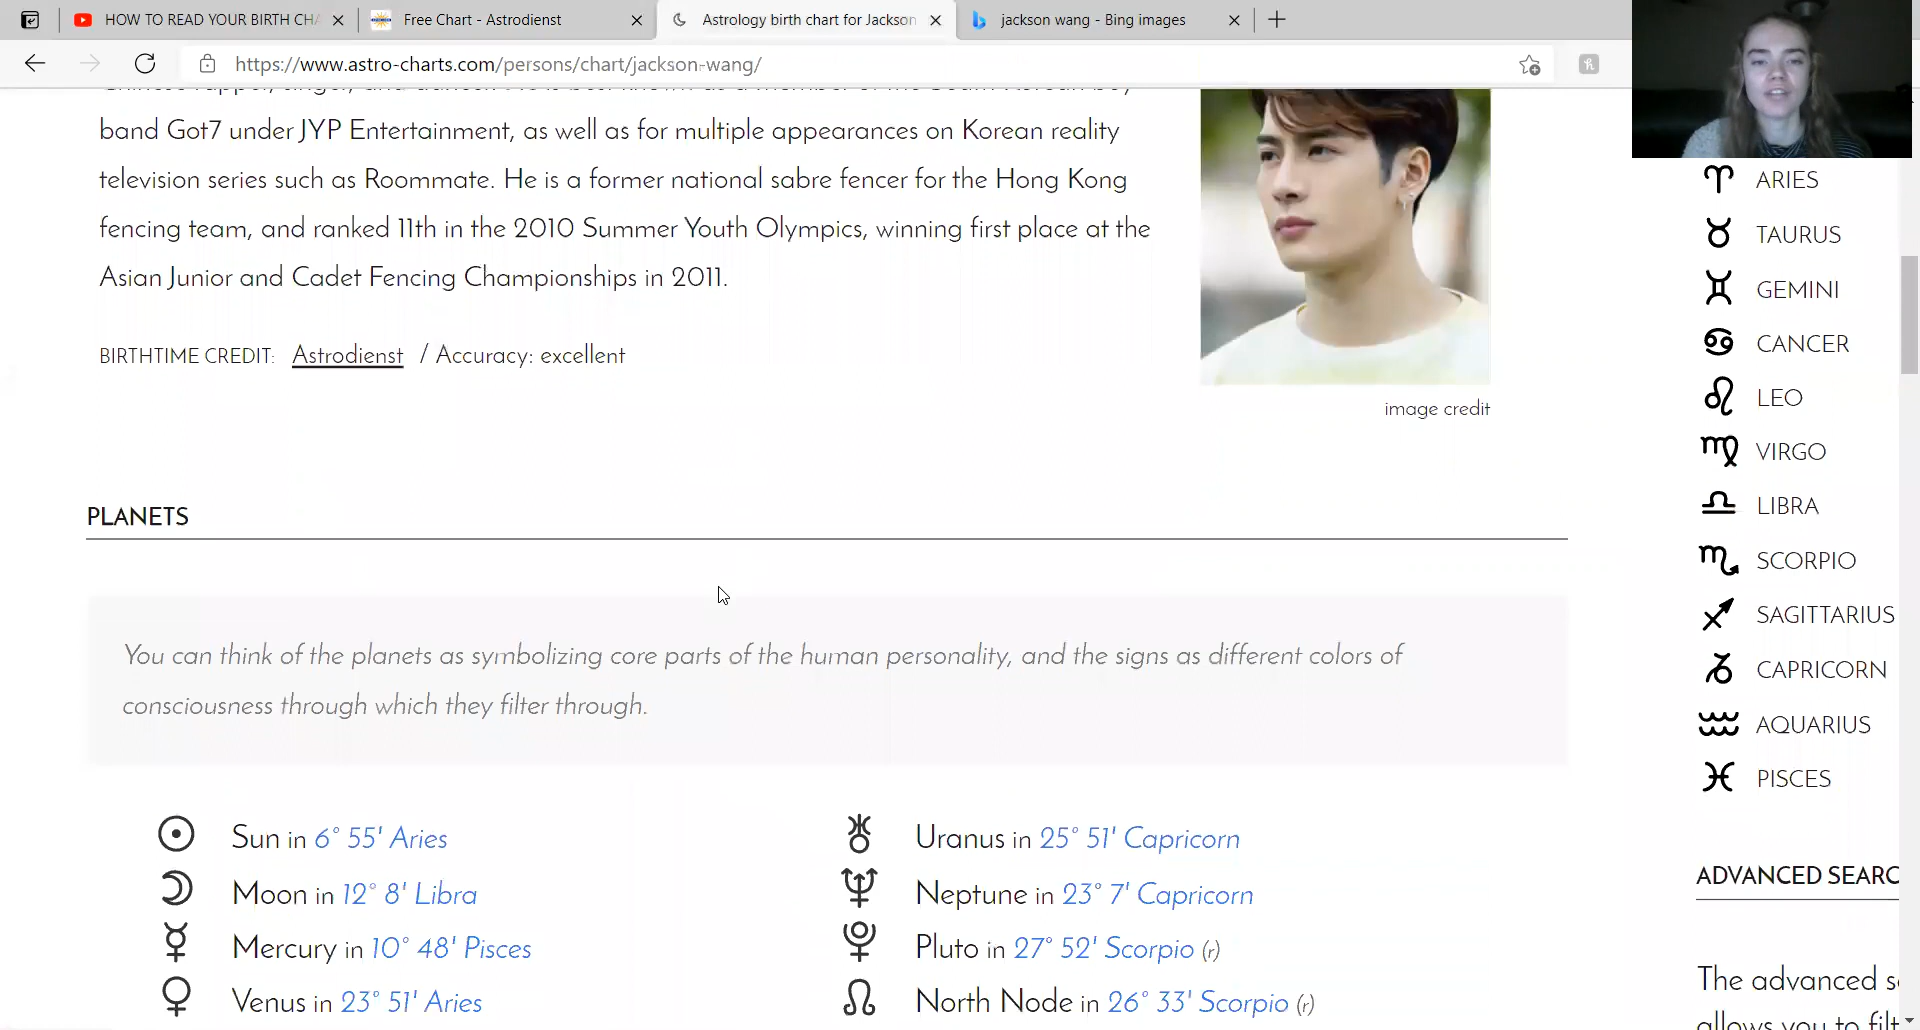 HOW TO READ YOUR BIRTH CHA
Free Chart - Astrodienst
Astrology birth chart for Jackson
jackson wang - Bing images
https://www.astro-charts.com/persons/chart/jackson-wang/
band Got7 under JYP Entertainment, as well as for multiple appearances on Korean reality
television series such as Roommate. He is a former national sabre fencer for the Hong Kong
fencing team, and ranked 11th in the 2010 Summer Youth Olympics, winning first place at the
Asian Junior and Cadet Fencing Championships in 2011.
BIRTHTIME CREDIT: Astrodienst / Accuracy: excellent
image credit
PLANETS
You can think of the planets as symbolizing core parts of the human personality, and the signs as different colors of
consciousness through which they filter through.
Sun in 6° 55' Aries
Moon in 12° 8' Libra
Mercury in 10° 48' Pisces
Venus in 23° 51' Aries
Uranus in 25° 51' Capricorn
Neptune in 23° 7' Capricorn
Pluto in 27° 52' Scorpio (r)
North Node in 26° 33' Scorpio (r)
ARIES
TAURUS
GEMINI
CANCER
LEO
VIRGO
LIBRA
SCORPIO
SAGITTARIUS
CAPRICORN
AQUARIUS
PISCES
ADVANCED SEARC
The advanced s
allows you to filt